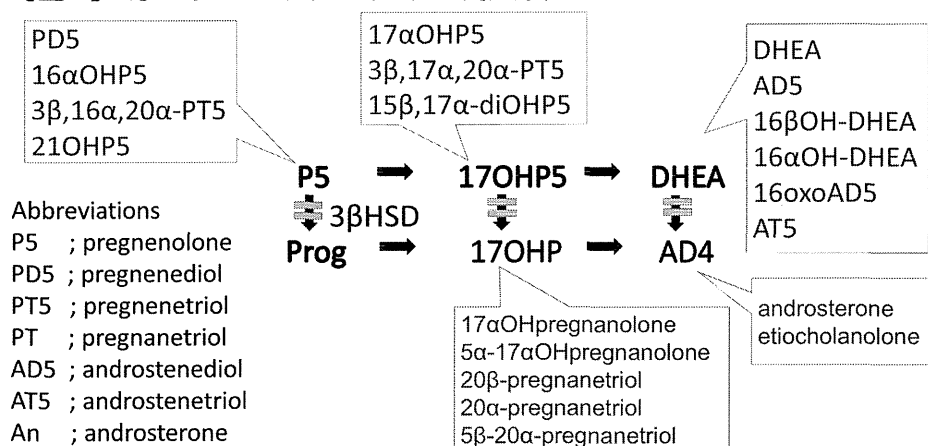 PD5
16αOHP5
3β,16α,20α-PT5
21OHP5
17αOHP5
3β,17α,20α-PT5
15β,17α-diOHP5
DHEA
AD5
16βOH-DHEA
16αOH-DHEA
16oxoAD5
AT5
P5
17OHP5
DHEA
3βHSD
Prog
17OHP
AD4
Abbreviations
P5 ; pregnenolone
PD5 ; pregnenediol
PT5 ; pregnenetriol
PT ; pregnanetriol
AD5 ; androstenediol
AT5 ; androstenetriol
An ; androsterone
17αOHpregnanolone
5α-17αOHpregnanolone
20β-pregnanetriol
20α-pregnanetriol
5β-20α-pregnanetriol
androsterone
etiocholanolone